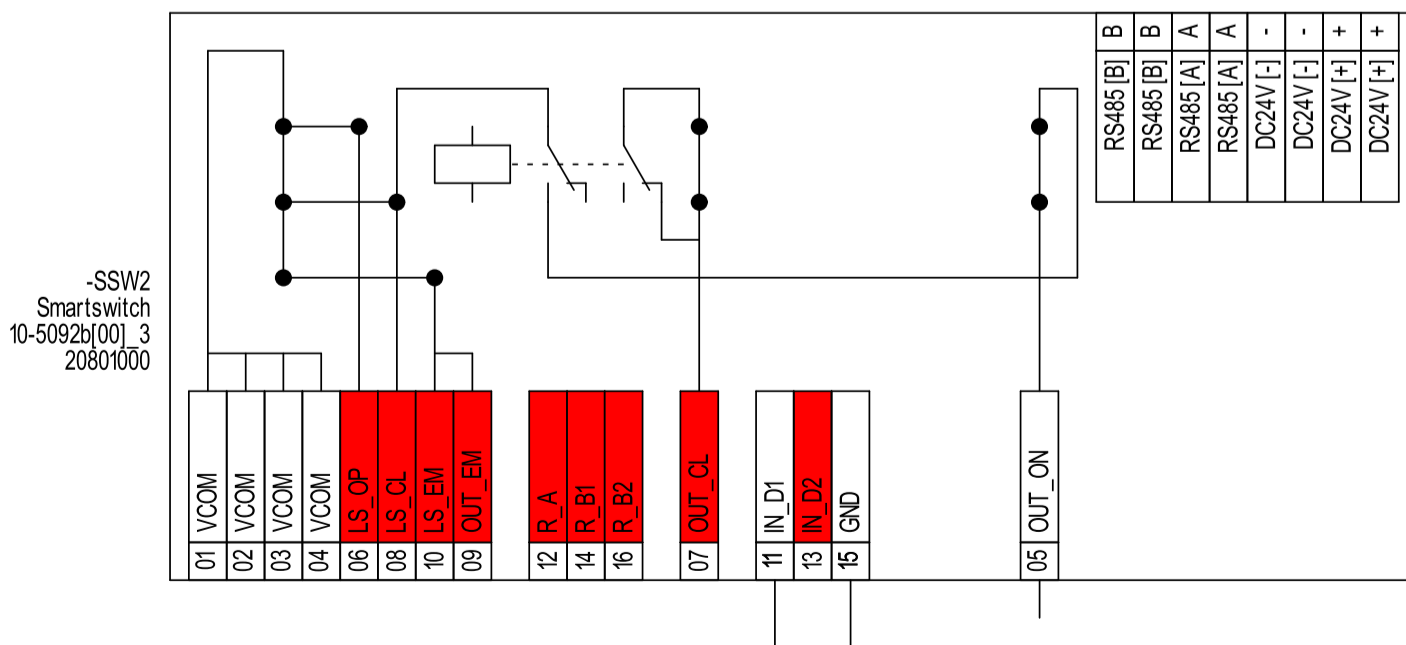 B
B
A
A
-
-
+
+
RS485 [B]
RS485 [B]
RS485 [A]
RS485 [A]
DC24V [-]
DC24V [-]
DC24V [+]
DC24V [+]
-SSW2
Smartswitch
10-5092b[00]_3
20801000
VCOM
VCOM
VCOM
VCOM
LS_OP
LS_CL
LS_EM
OUT_EM
R_A
R_B1
R_B2
OUT_CL
IN_D1
IN_D2
GND
OUT_ON
01
02
03
04
06
08
10
09
12
14
16
07
11
13
15
05